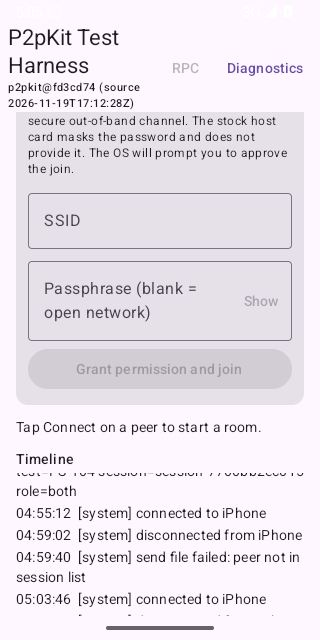 P2pKit Test
Harness
RPC
Diagnostics
p2pkit@fd3cd74 (source
2026-11-19T17:12:28Z)
secure out-of-band channel. The stock host
card masks the password and does not
provide it. The OS will prompt you to approve
the join.
SSID
Passphrase (blank =
open network)
Show
Grant permission and join
Tap Connect on a peer to start a room.
Timeline
role=both
04:55:12 [system] connected to iPhone
04:59:02 [system] disconnected from iPhone
04:59:40 [system] send file failed: peer not in
session list
05:03:46 [system] connected to iPhone